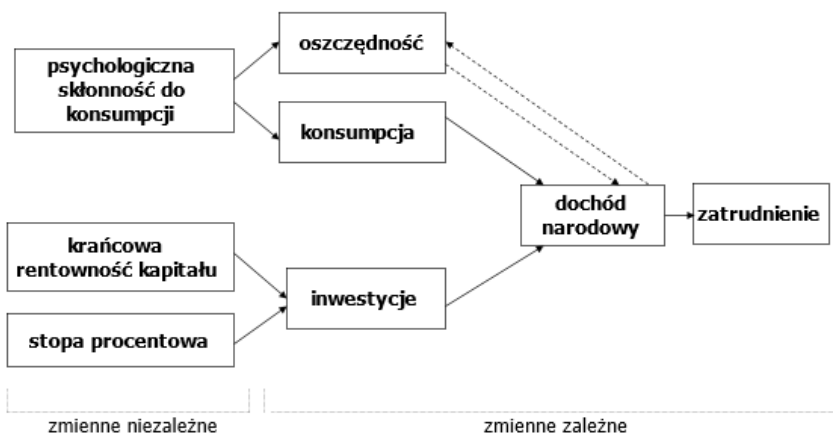 oszczędność
psychologiczna
skłonność do
konsumpcji
konsumpcja
dochód
narodowy
zatrudnienie
krańcowa
rentowność kapitału
inwestycje
stopa procentowa
zmienne niezależne
zmienne zależne